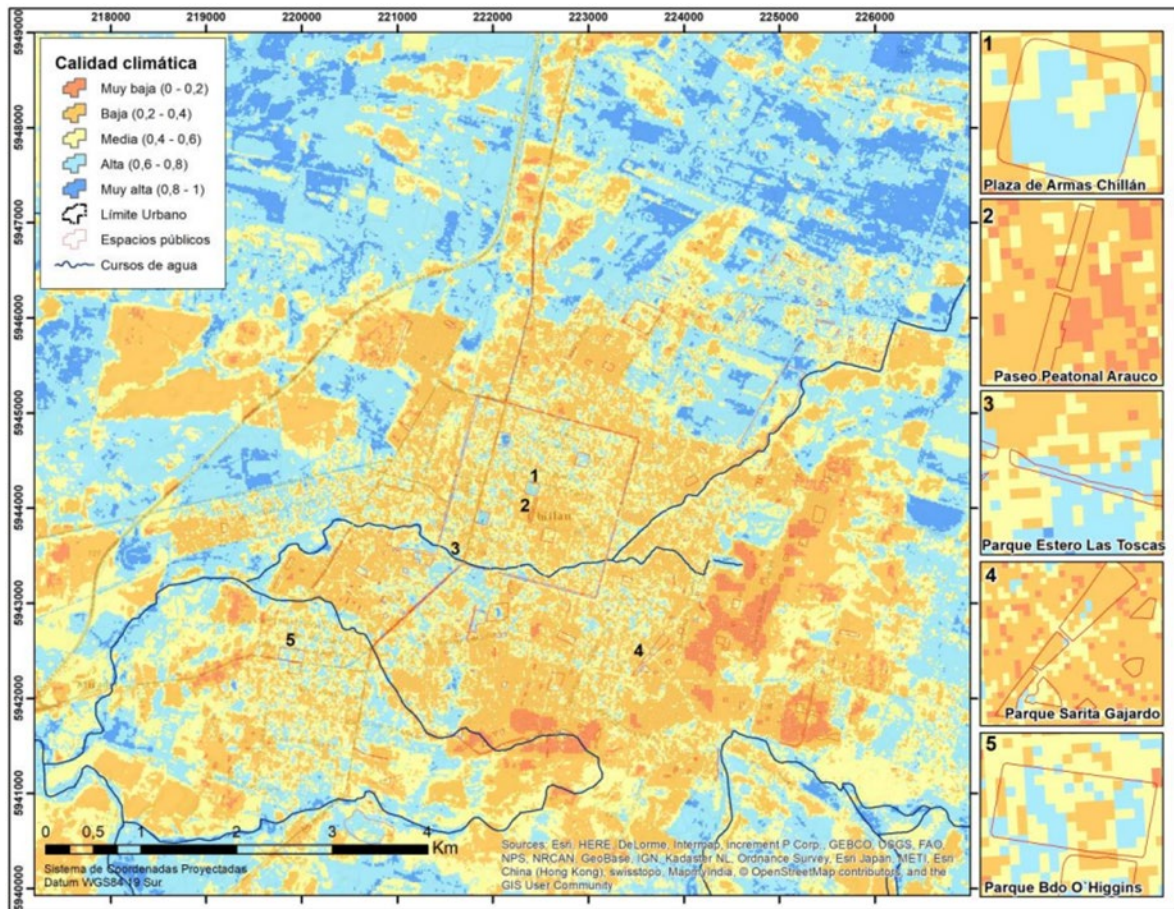 218000 219000 220000 221000 222000 223000 224000 225000 226000
5949000
5948000
5947000
5946000
5945000
5944000
5943000
5942000
5941000
5940000
Calidad climática
Muy baja (0 - 0,2)
Baja (0,2 - 0,4)
Media (0,4 - 0,6)
Alta (0,6 - 0,8)
Muy alta (0,8 - 1)
Límite Urbano
Espacios públicos
Cursos de agua
1
2
3
4
5
0 0,5 1 2 3 4
Km
Sistema de Coordenadas Proyectadas
Datum WGS84 19 Sur
Sources: Esri, HERE, DeLorme, Intermap, increment P Corp., GEBCO, USGS, FAO,
NPS, NRCAN, GeoBase, IGN, Kadaster NL, Ordnance Survey, Esri Japan, METI, Esri
China (Hong Kong), swisstopo, MapmyIndia, © OpenStreetMap contributors, and the
GIS User Community
1
Plaza de Armas Chillán
2
Paseo Peatonal Arauco
3
Parque Estero Las Toscas
4
Parque Sarita Gajardo
5
Parque Bdo O`Higgins